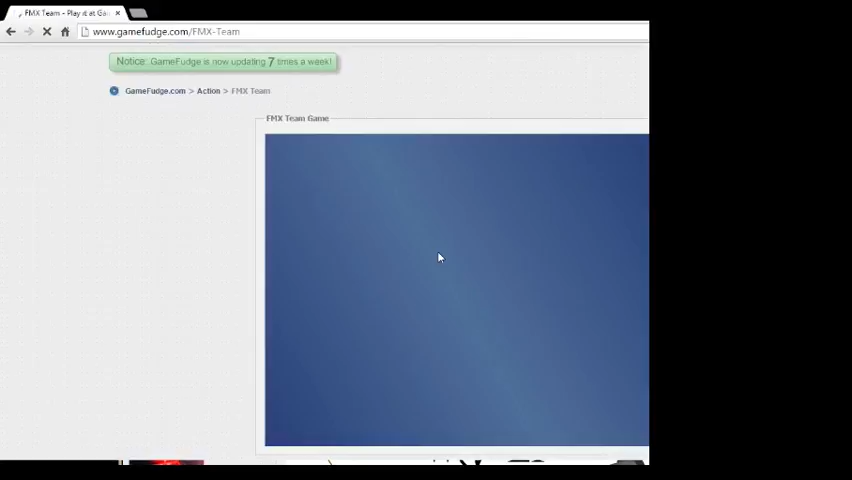 FMX Team - Play it at Ga
www.gamefudge.com/FMX-Team
Notice: GameFudge is now updating 7 times a week!
GameFudge.com > Action > FMX Team
FMX Team Game